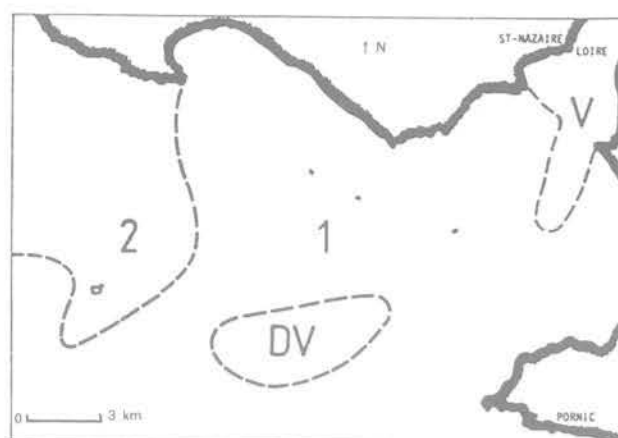 ↑ N
ST-NAZAIRE
LOIRE
V
2
1
DV
0 3 km
PORNIC